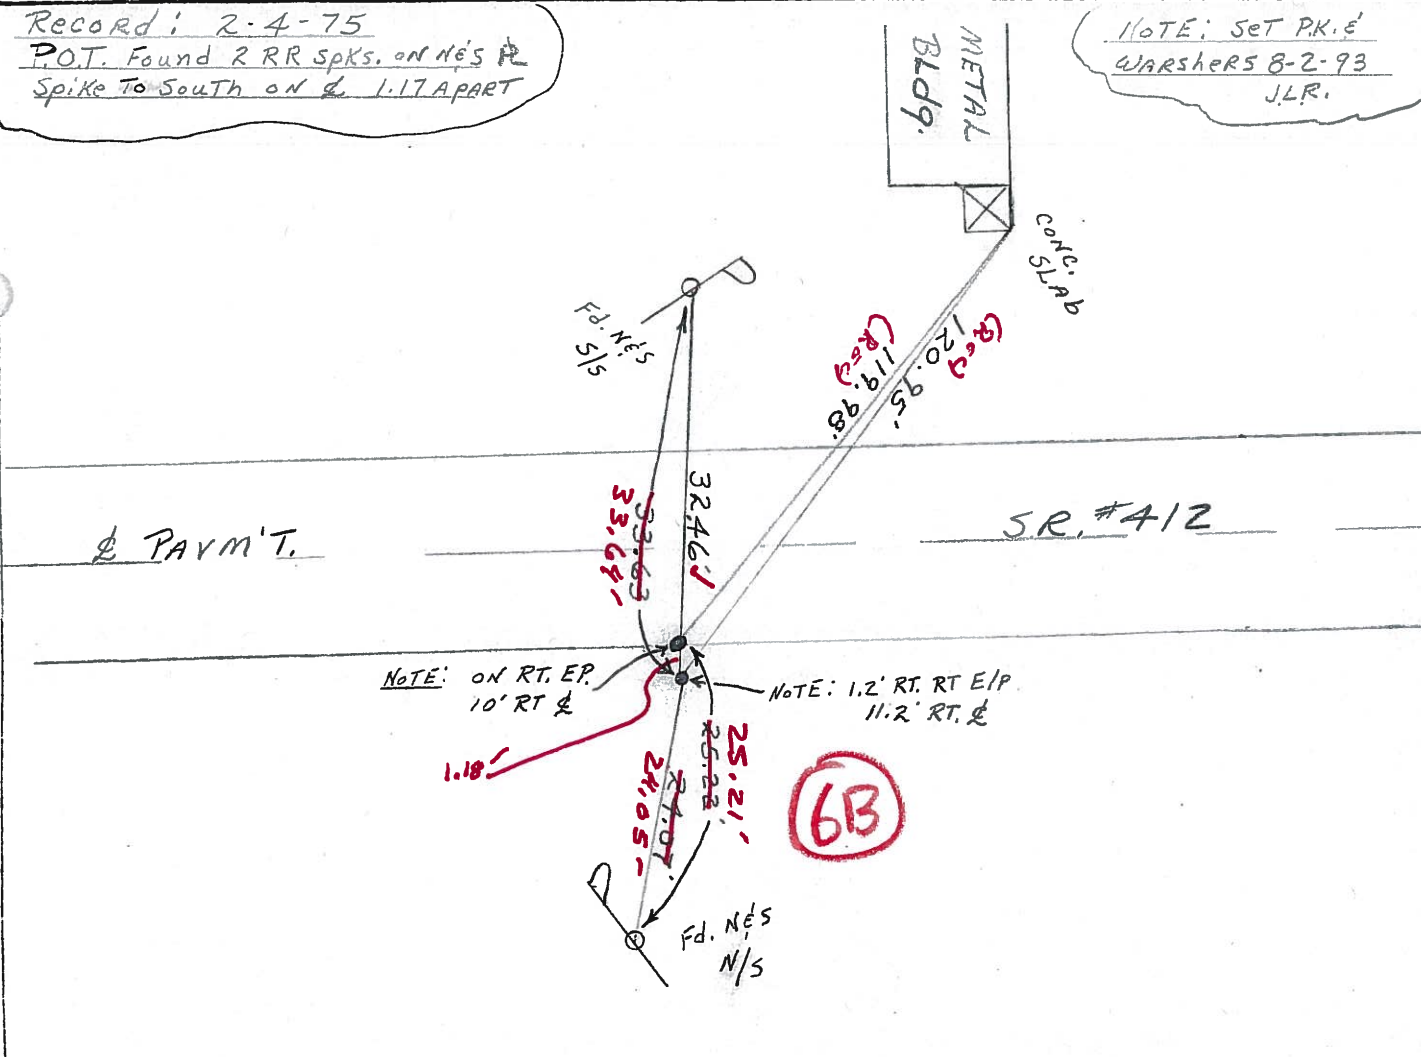 Record: 2-4-75
P.O.T. Found 2 RR Spks. ON N&S ⅊
Spike To South ON ℄ 1.17 APART
METAL
BLdg.
NOTE: SET P.K. &
WARSHERS 8-2-93
J.L.R.
CONC.
SLAb
Fd. N&S
S/S
(Rec)
119.98'
120.95'
(Rec)
33.63
33.64'
32.46'
℄ PAVM'T.
S.R. #412
NOTE: ON RT. EP.
10' RT ℄
NOTE: 1.2' RT. RT E/P
11.2' RT. ℄
1.18'
24.07'
24.05'
25.22'
25.21'
6B
Fd. N&S
N/S